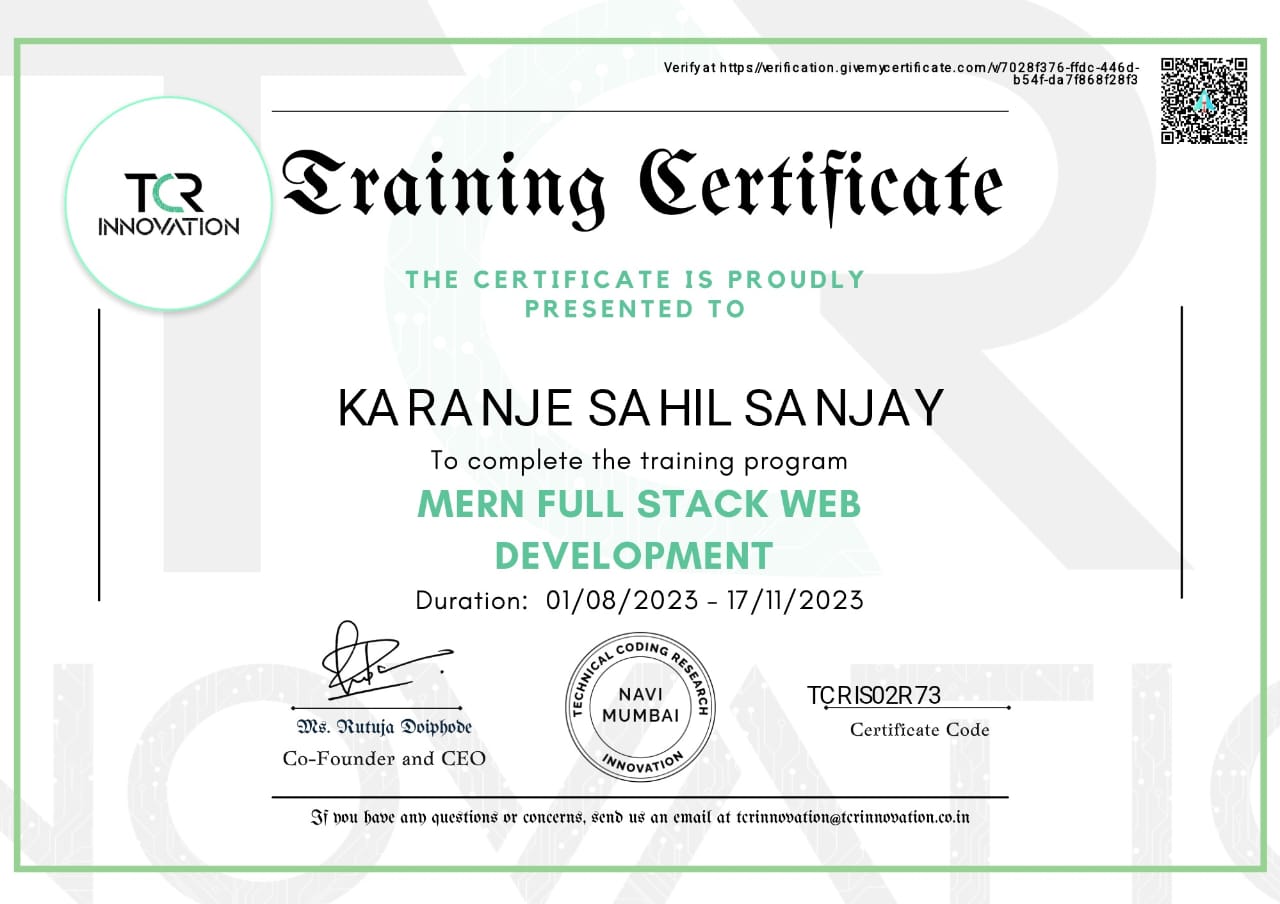 Verify at https://verification.givemycertificate.com/v/7028f376-ffdc-446d-
b54f-da7f868f28f3
TCR
INNOVATION
Training Certificate
THE CERTIFICATE IS PROUDLY
PRESENTED TO
KARANJE SAHIL SANJAY
To complete the training program
MERN FULL STACK WEB
DEVELOPMENT
Duration: 01/08/2023 - 17/11/2023
Ms. Rutuja Doiphode
Co-Founder and CEO
TECHNICAL CODING RESEARCH
NAVI
MUMBAI
INNOVATION
TCRIS02R73
Certificate Code
If you have any questions or concerns, send us an email at tcrinnovation@tcrinnovation.co.in